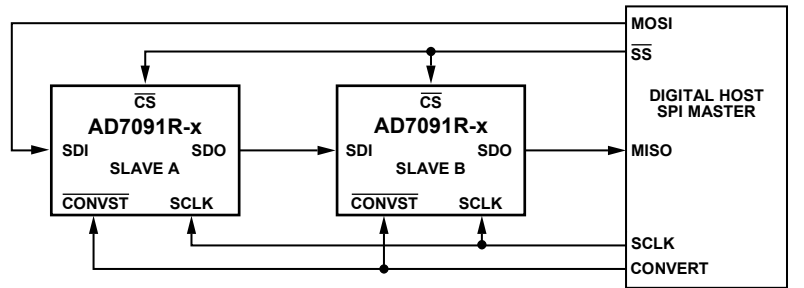 MOSI
SS
CS
CS
DIGITAL HOST
SPI MASTER
AD7091R-x
AD7091R-x
SDI
SDO
SDI
SDO
MISO
SLAVE A
SLAVE B
CONVST
SCLK
CONVST
SCLK
SCLK
CONVERT